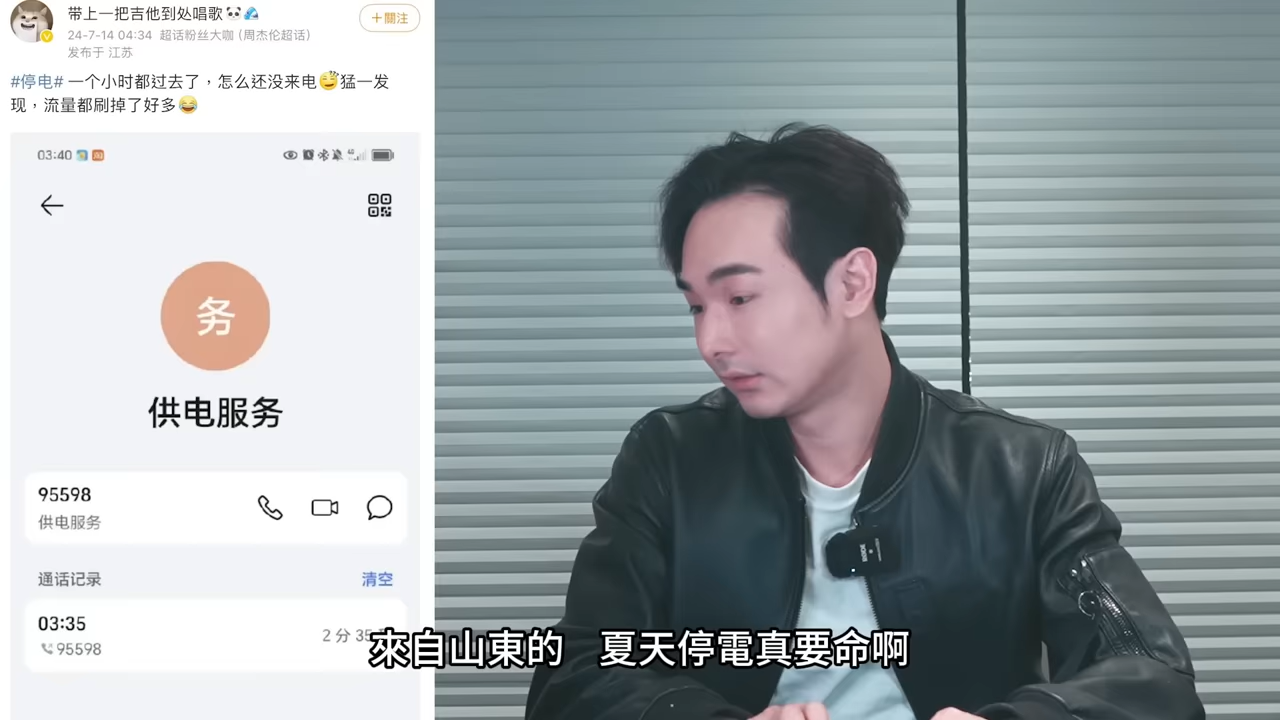 带上一把吉他到处唱歌🐼🌊
＋關注
24-7-14 04:34 超话粉丝大咖 (周杰伦超话)
发布于 江苏
#停电# 一个小时都过去了，怎么还没来电😅猛一发
现，流量都刷掉了好多😂
03:40
务
供电服务
95598
供电服务
通话记录
清空
03:35
2 分 35
95598
來自山東的 夏天停電真要命啊